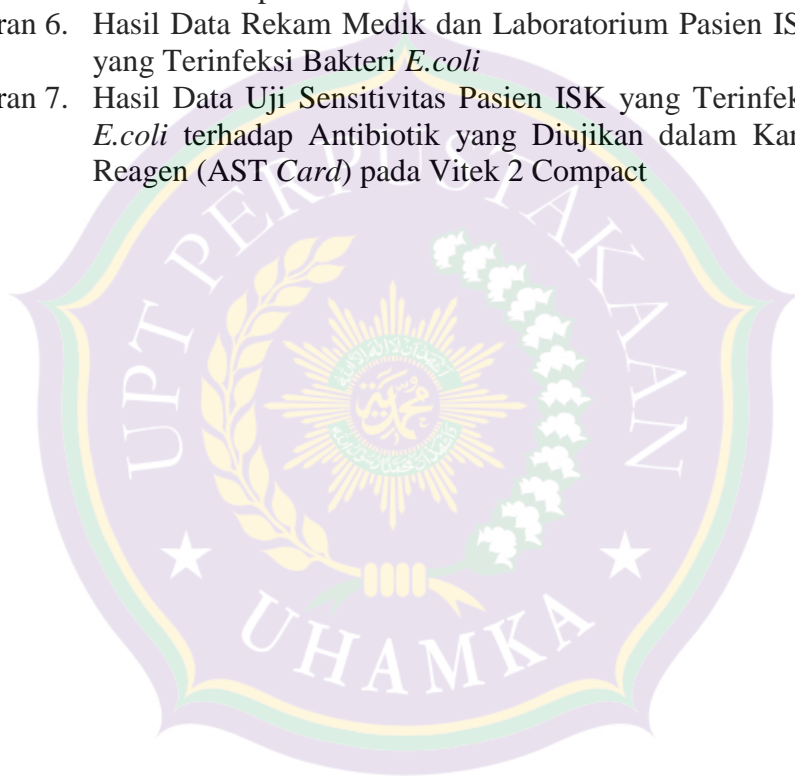 ran 6. Hasil Data Rekam Medik dan Laboratorium Pasien IS
yang Terinfeksi Bakteri E.coli
ran 7. Hasil Data Uji Sensitivitas Pasien ISK yang Terinfek
E.coli terhadap Antibiotik yang Diujikan dalam Kar
Reagen (AST Card) pada Vitek 2 Compact
UPT PERPUSTAKAAN
UHAMKA